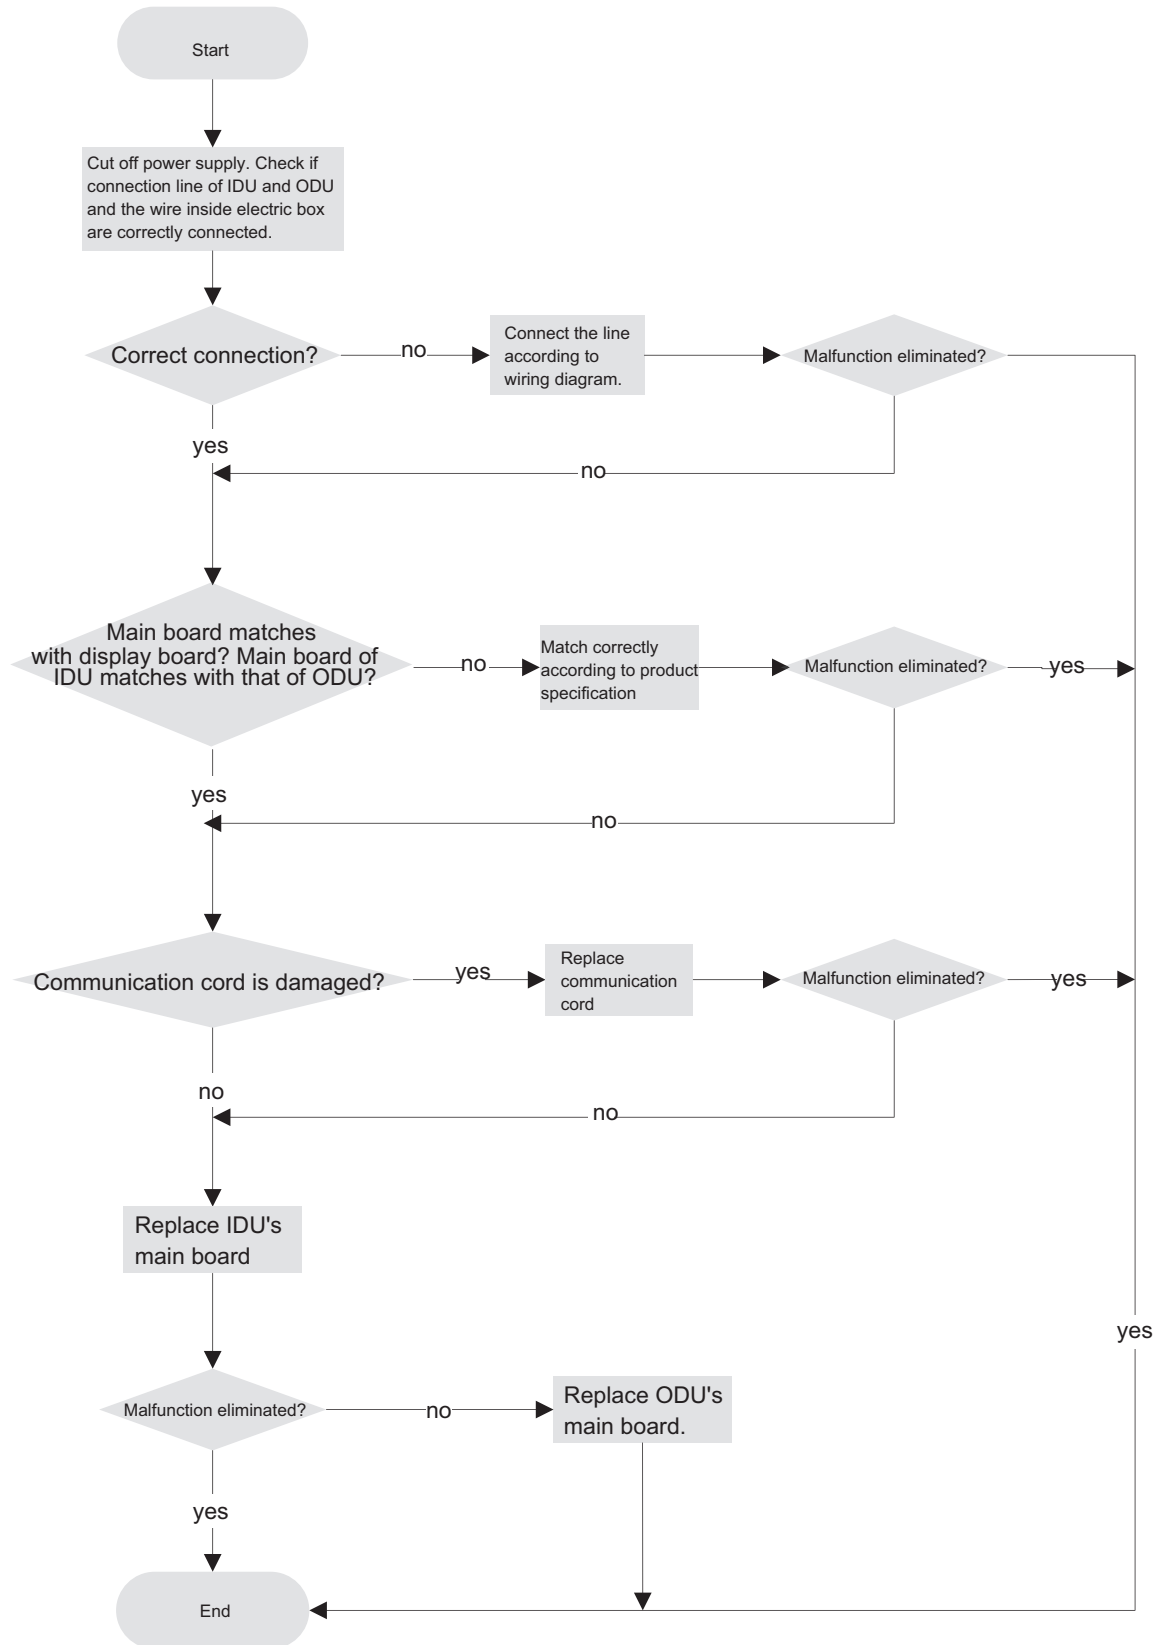 Start
Cut off power supply. Check if
connection line of IDU and ODU
and the wire inside electric box
are correctly connected.
Correct connection?
no
Connect the line
according to
wiring diagram.
Malfunction eliminated?
yes
no
Main board matches
with display board? Main board of
IDU matches with that of ODU?
no
Match correctly
according to product
specification
Malfunction eliminated?
yes
yes
no
Communication cord is damaged?
yes
Replace
communication
cord
Malfunction eliminated?
yes
no
no
Replace IDU's
main board
yes
Malfunction eliminated?
no
Replace ODU's
main board.
yes
End